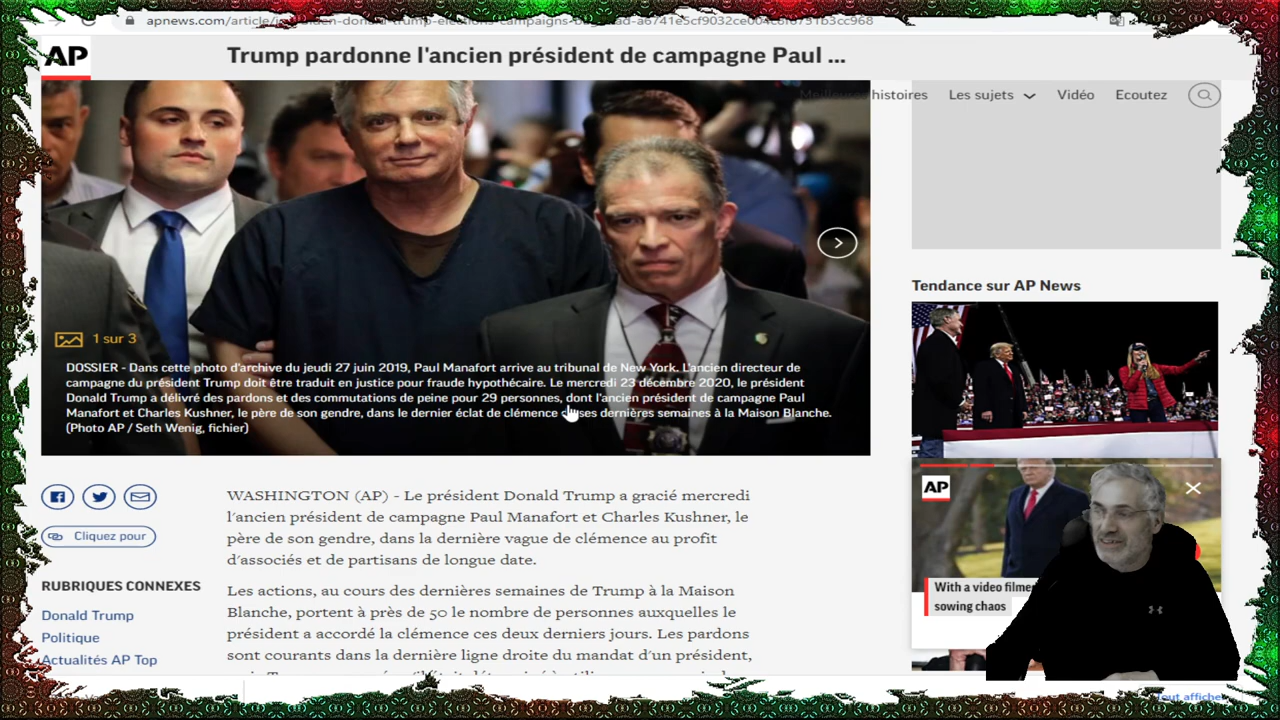 apnews.com/article/
AP
Trump pardonne l'ancien président de campagne Paul ...
Meilleures histoires Les sujets Vidéo Ecoutez
1 sur 3
DOSSIER - Dans cette photo d'archive du jeudi 27 juin 2019, Paul Manafort arrive au tribunal de New York. L'ancien directeur de
campagne du président Trump doit être traduit en justice pour fraude hypothécaire. Le mercredi 23 décembre 2020, le président
Donald Trump a délivré des pardons et des commutations de peine pour 29 personnes, dont l'ancien président de campagne Paul
Manafort et Charles Kushner, le père de son gendre, dans le dernier éclat de clémence ses dernières semaines à la Maison Blanche.
(Photo AP / Seth Wenig, fichier)
Cliquez pour
RUBRIQUES CONNEXES
Donald Trump
Politique
Actualités AP Top
WASHINGTON (AP) - Le président Donald Trump a gracié mercredi
l'ancien président de campagne Paul Manafort et Charles Kushner, le
père de son gendre, dans la dernière vague de clémence au profit
d'associés et de partisans de longue date.
Les actions, au cours des dernières semaines de Trump à la Maison
Blanche, portent à près de 50 le nombre de personnes auxquelles le
président a accordé la clémence ces deux derniers jours. Les pardons
sont courants dans la dernière ligne droite du mandat d'un président,
Tendance sur AP News
AP
With a video filme
sowing chaos
tout affiche